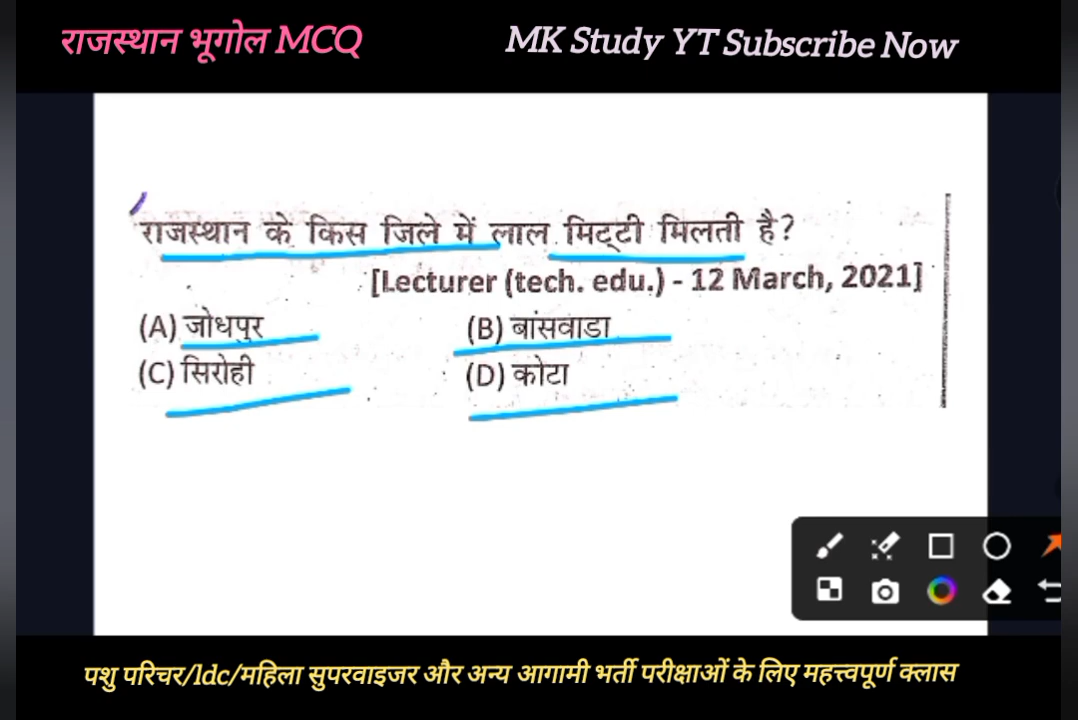 राजस्थान भूगोल MCQ
MK Study YT Subscribe Now
राजस्थान के किस जिले में लाल मिट्टी मिलती है?
[Lecturer (tech. edu.) - 12 March, 2021]
(A) जोधपुर (B) बांसवाडा
(C) सिरोही (D) कोटा
पशु परिचर/ldc/महिला सुपरवाइजर और अन्य आगामी भर्ती परीक्षाओं के लिए महत्त्वपूर्ण क्लास